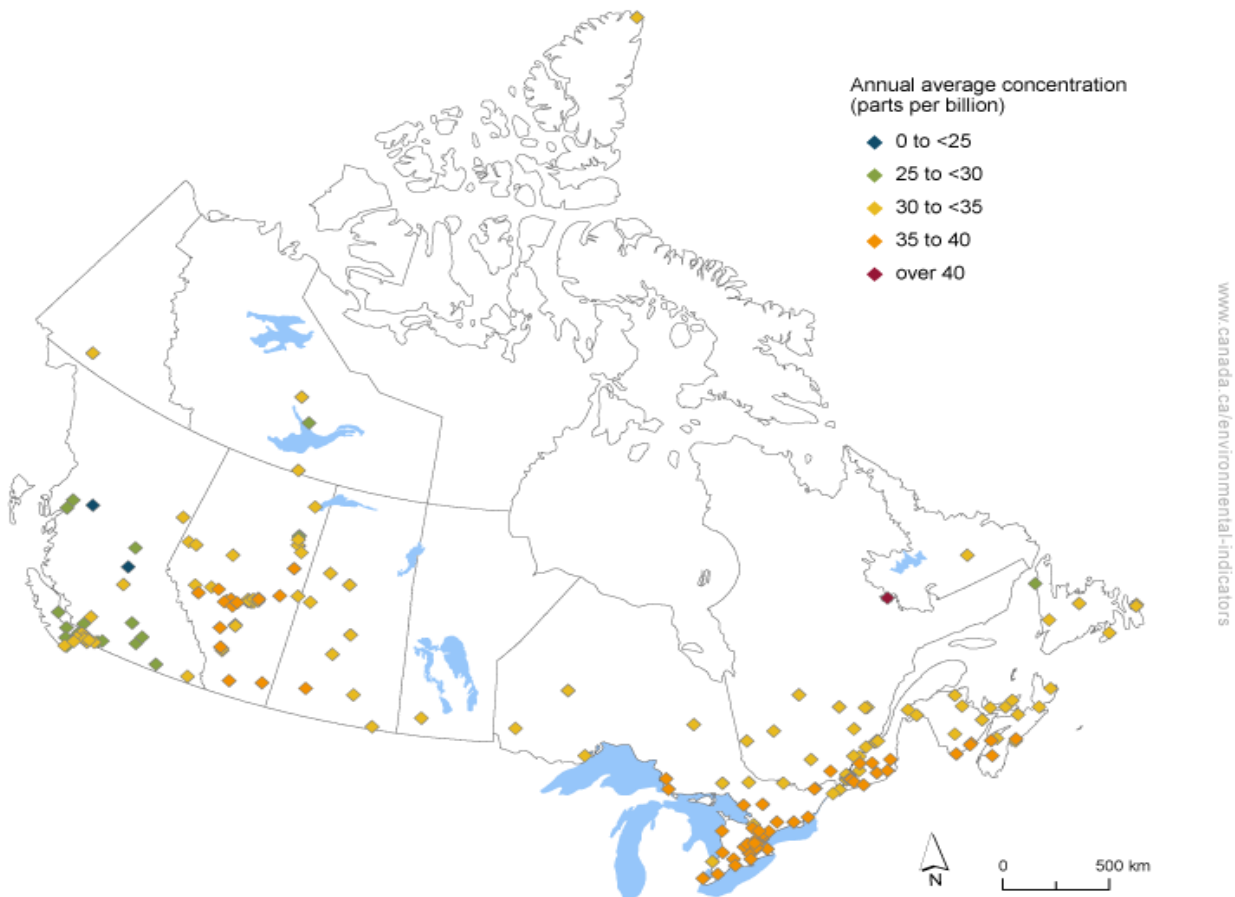 Annual average concentration
(parts per billion)
0 to <25
25 to <30
30 to <35
35 to 40
over 40
www.canada.ca/environmental-indicators
N
0 500 km